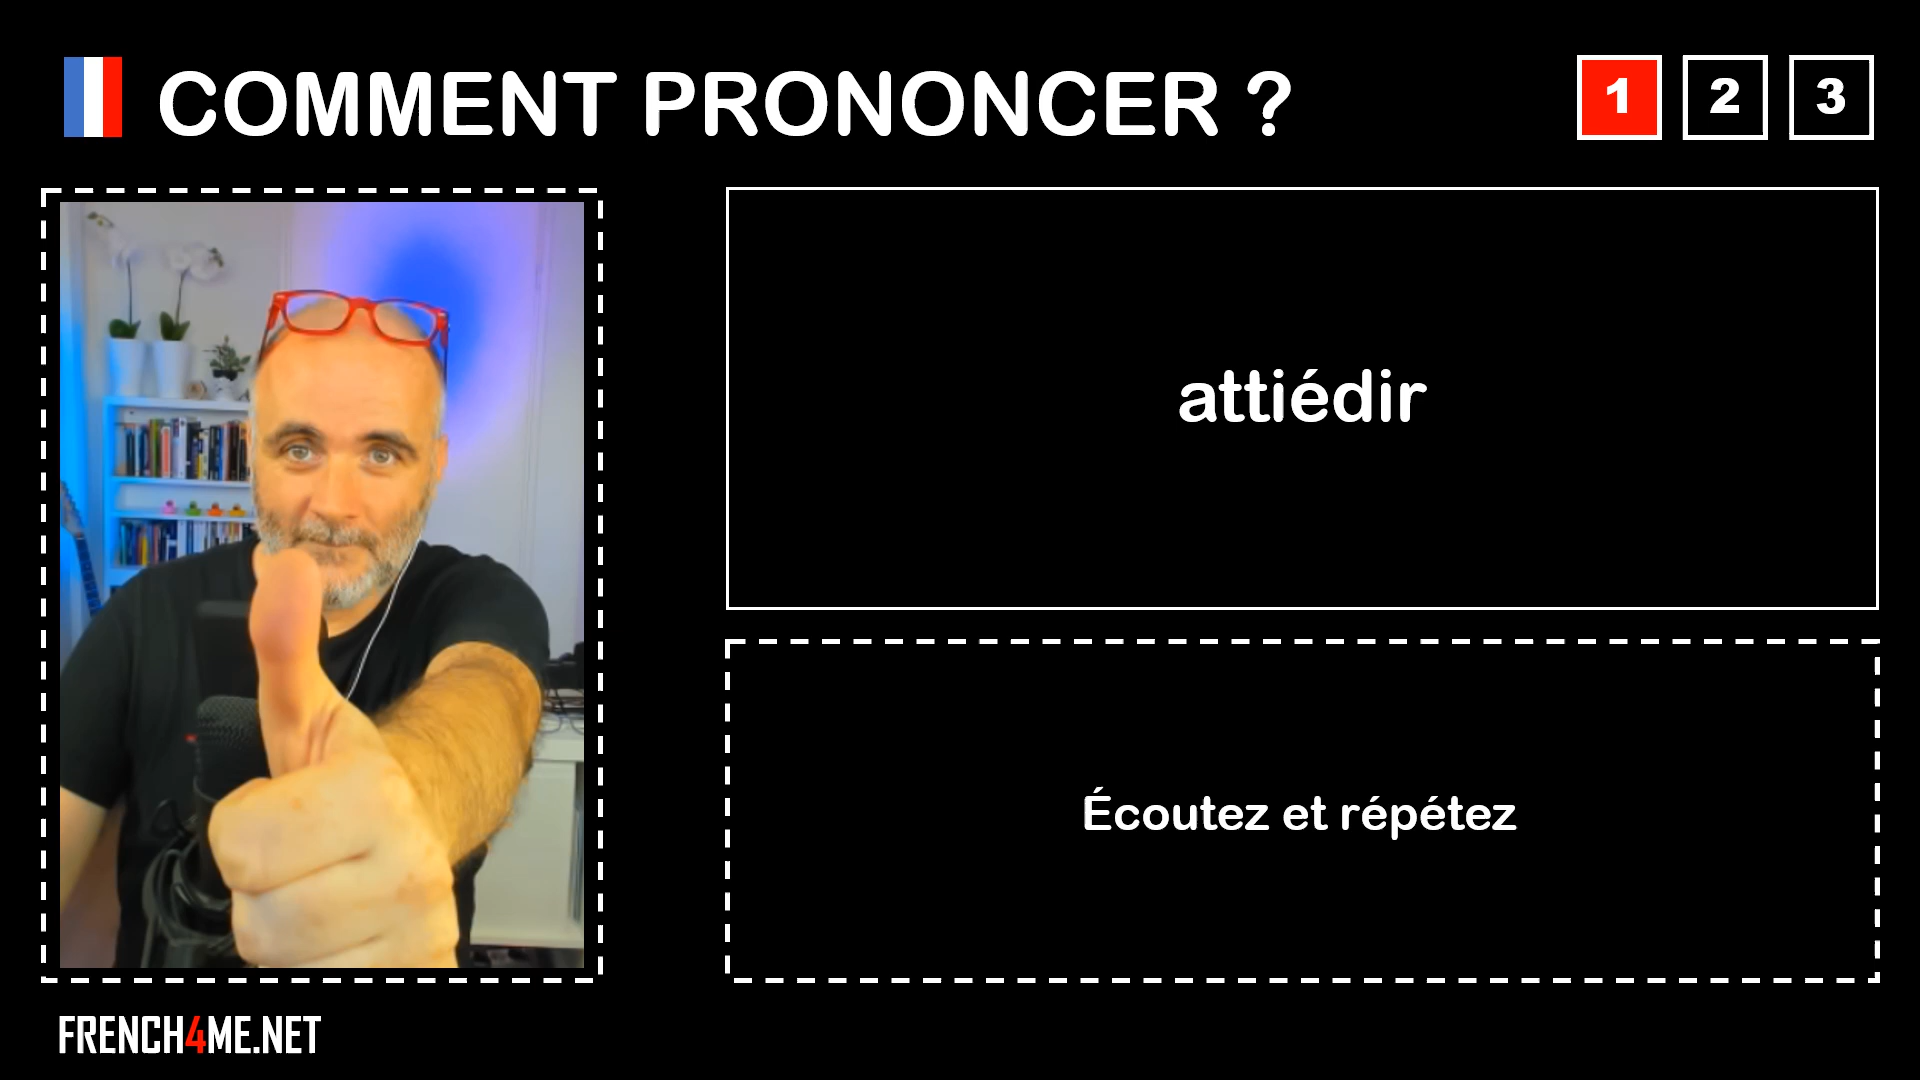 COMMENT PRONONCER ?
1 2 3
attiédir
Écoutez et répétez
FRENCH4ME.NET